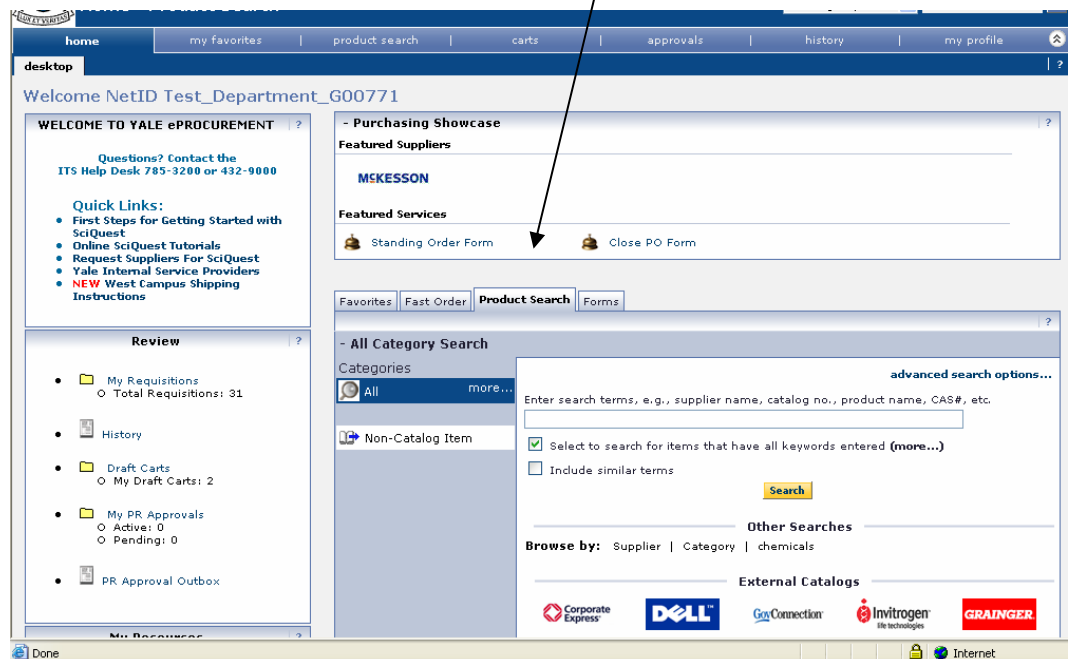 LUX ET VERITAS
home
my favorites |
product search |
carts |
approvals |
history |
my profile
desktop
| ?
Welcome NetID Test_Department_G00771
WELCOME TO YALE ePROCUREMENT ?
Questions? Contact the
ITS Help Desk 785-3200 or 432-9000
Quick Links:
• First Steps for Getting Started with
SciQuest
• Online SciQuest Tutorials
• Request Suppliers For SciQuest
• Yale Internal Service Providers
• NEW West Campus Shipping
Instructions
Review ?
• My Requisitions
O Total Requisitions: 31
• History
• Draft Carts
O My Draft Carts: 2
• My PR Approvals
O Active: 0
O Pending: 0
• PR Approval Outbox
My Resources ?
- Purchasing Showcase ?
Featured Suppliers
MCKESSON
Featured Services
Standing Order Form
Close PO Form
Favorites
Fast Order
Product Search
Forms
?
- All Category Search
Categories
All more...
Non-Catalog Item
advanced search options...
Enter search terms, e.g., supplier name, catalog no., product name, CAS#, etc.
Select to search for items that have all keywords entered (more...)
Include similar terms
Search
Other Searches
Browse by: Supplier | Category | chemicals
External Catalogs
Corporate
Express
DELL™
GovConnection
Invitrogen
life technologies
GRAINGER
Done
Internet